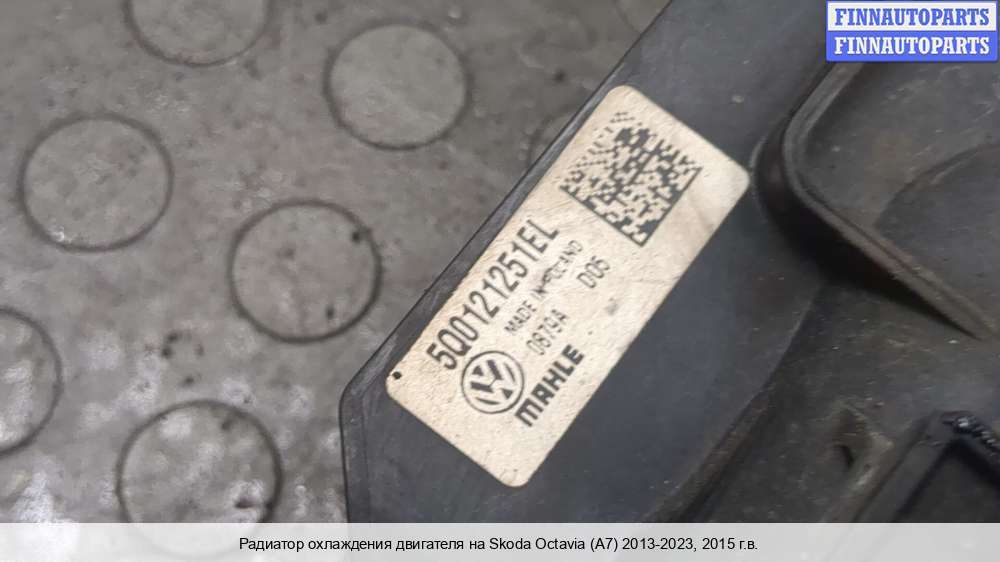 FINNAUTOPARTS
FINNAUTOPARTS
5Q0121251EL
MADE IN POLAND
0879A D05
MAHLE
Радиатор охлаждения двигателя на Skoda Octavia (A7) 2013-2023, 2015 г.в.